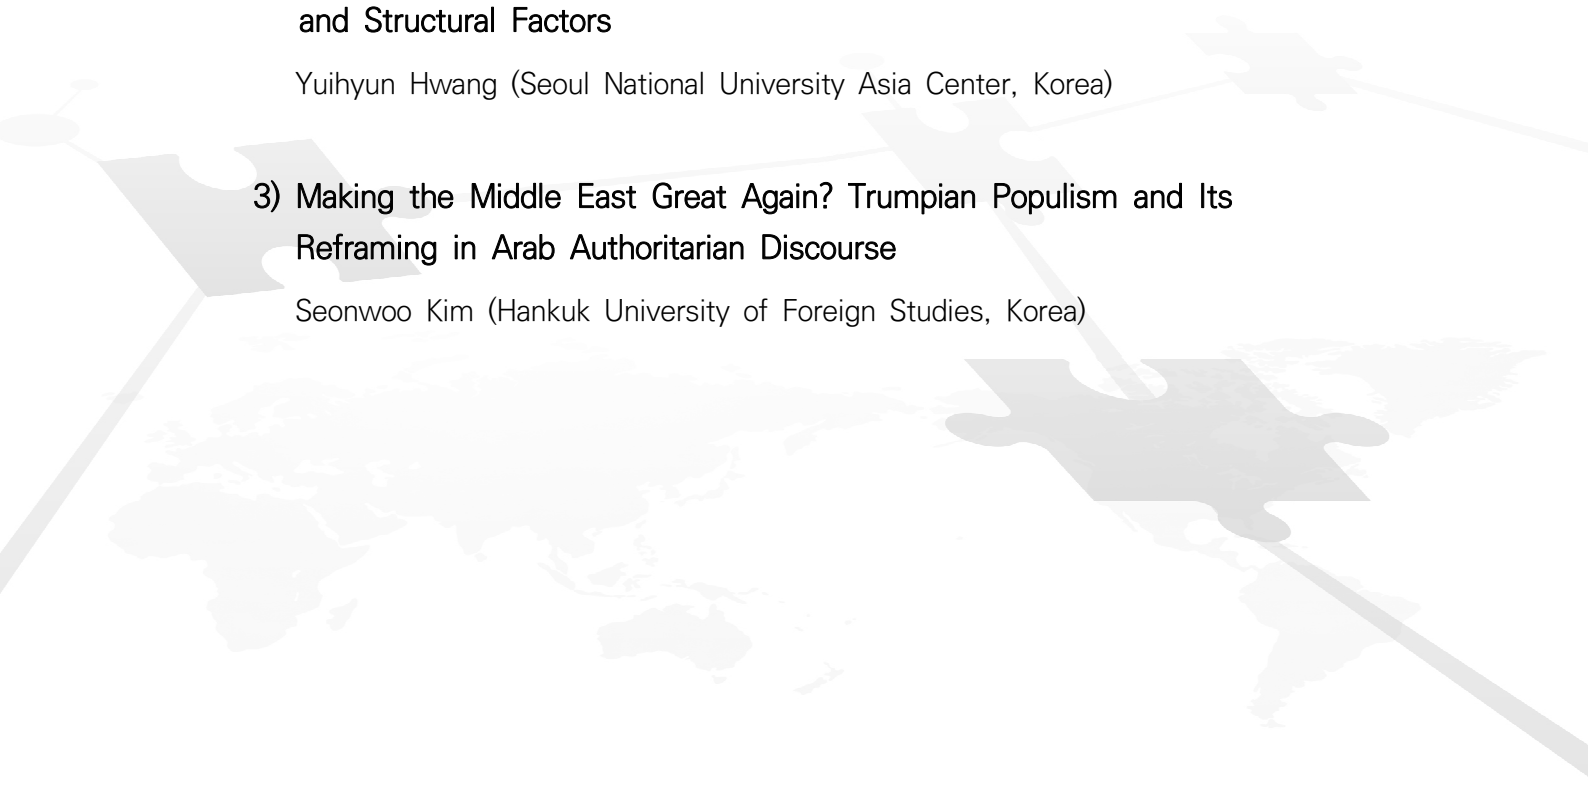 and Structural Factors
Yuihyun Hwang (Seoul National University Asia Center, Korea)
3) Making the Middle East Great Again? Trumpian Populism and Its
Reframing in Arab Authoritarian Discourse
Seonwoo Kim (Hankuk University of Foreign Studies, Korea)